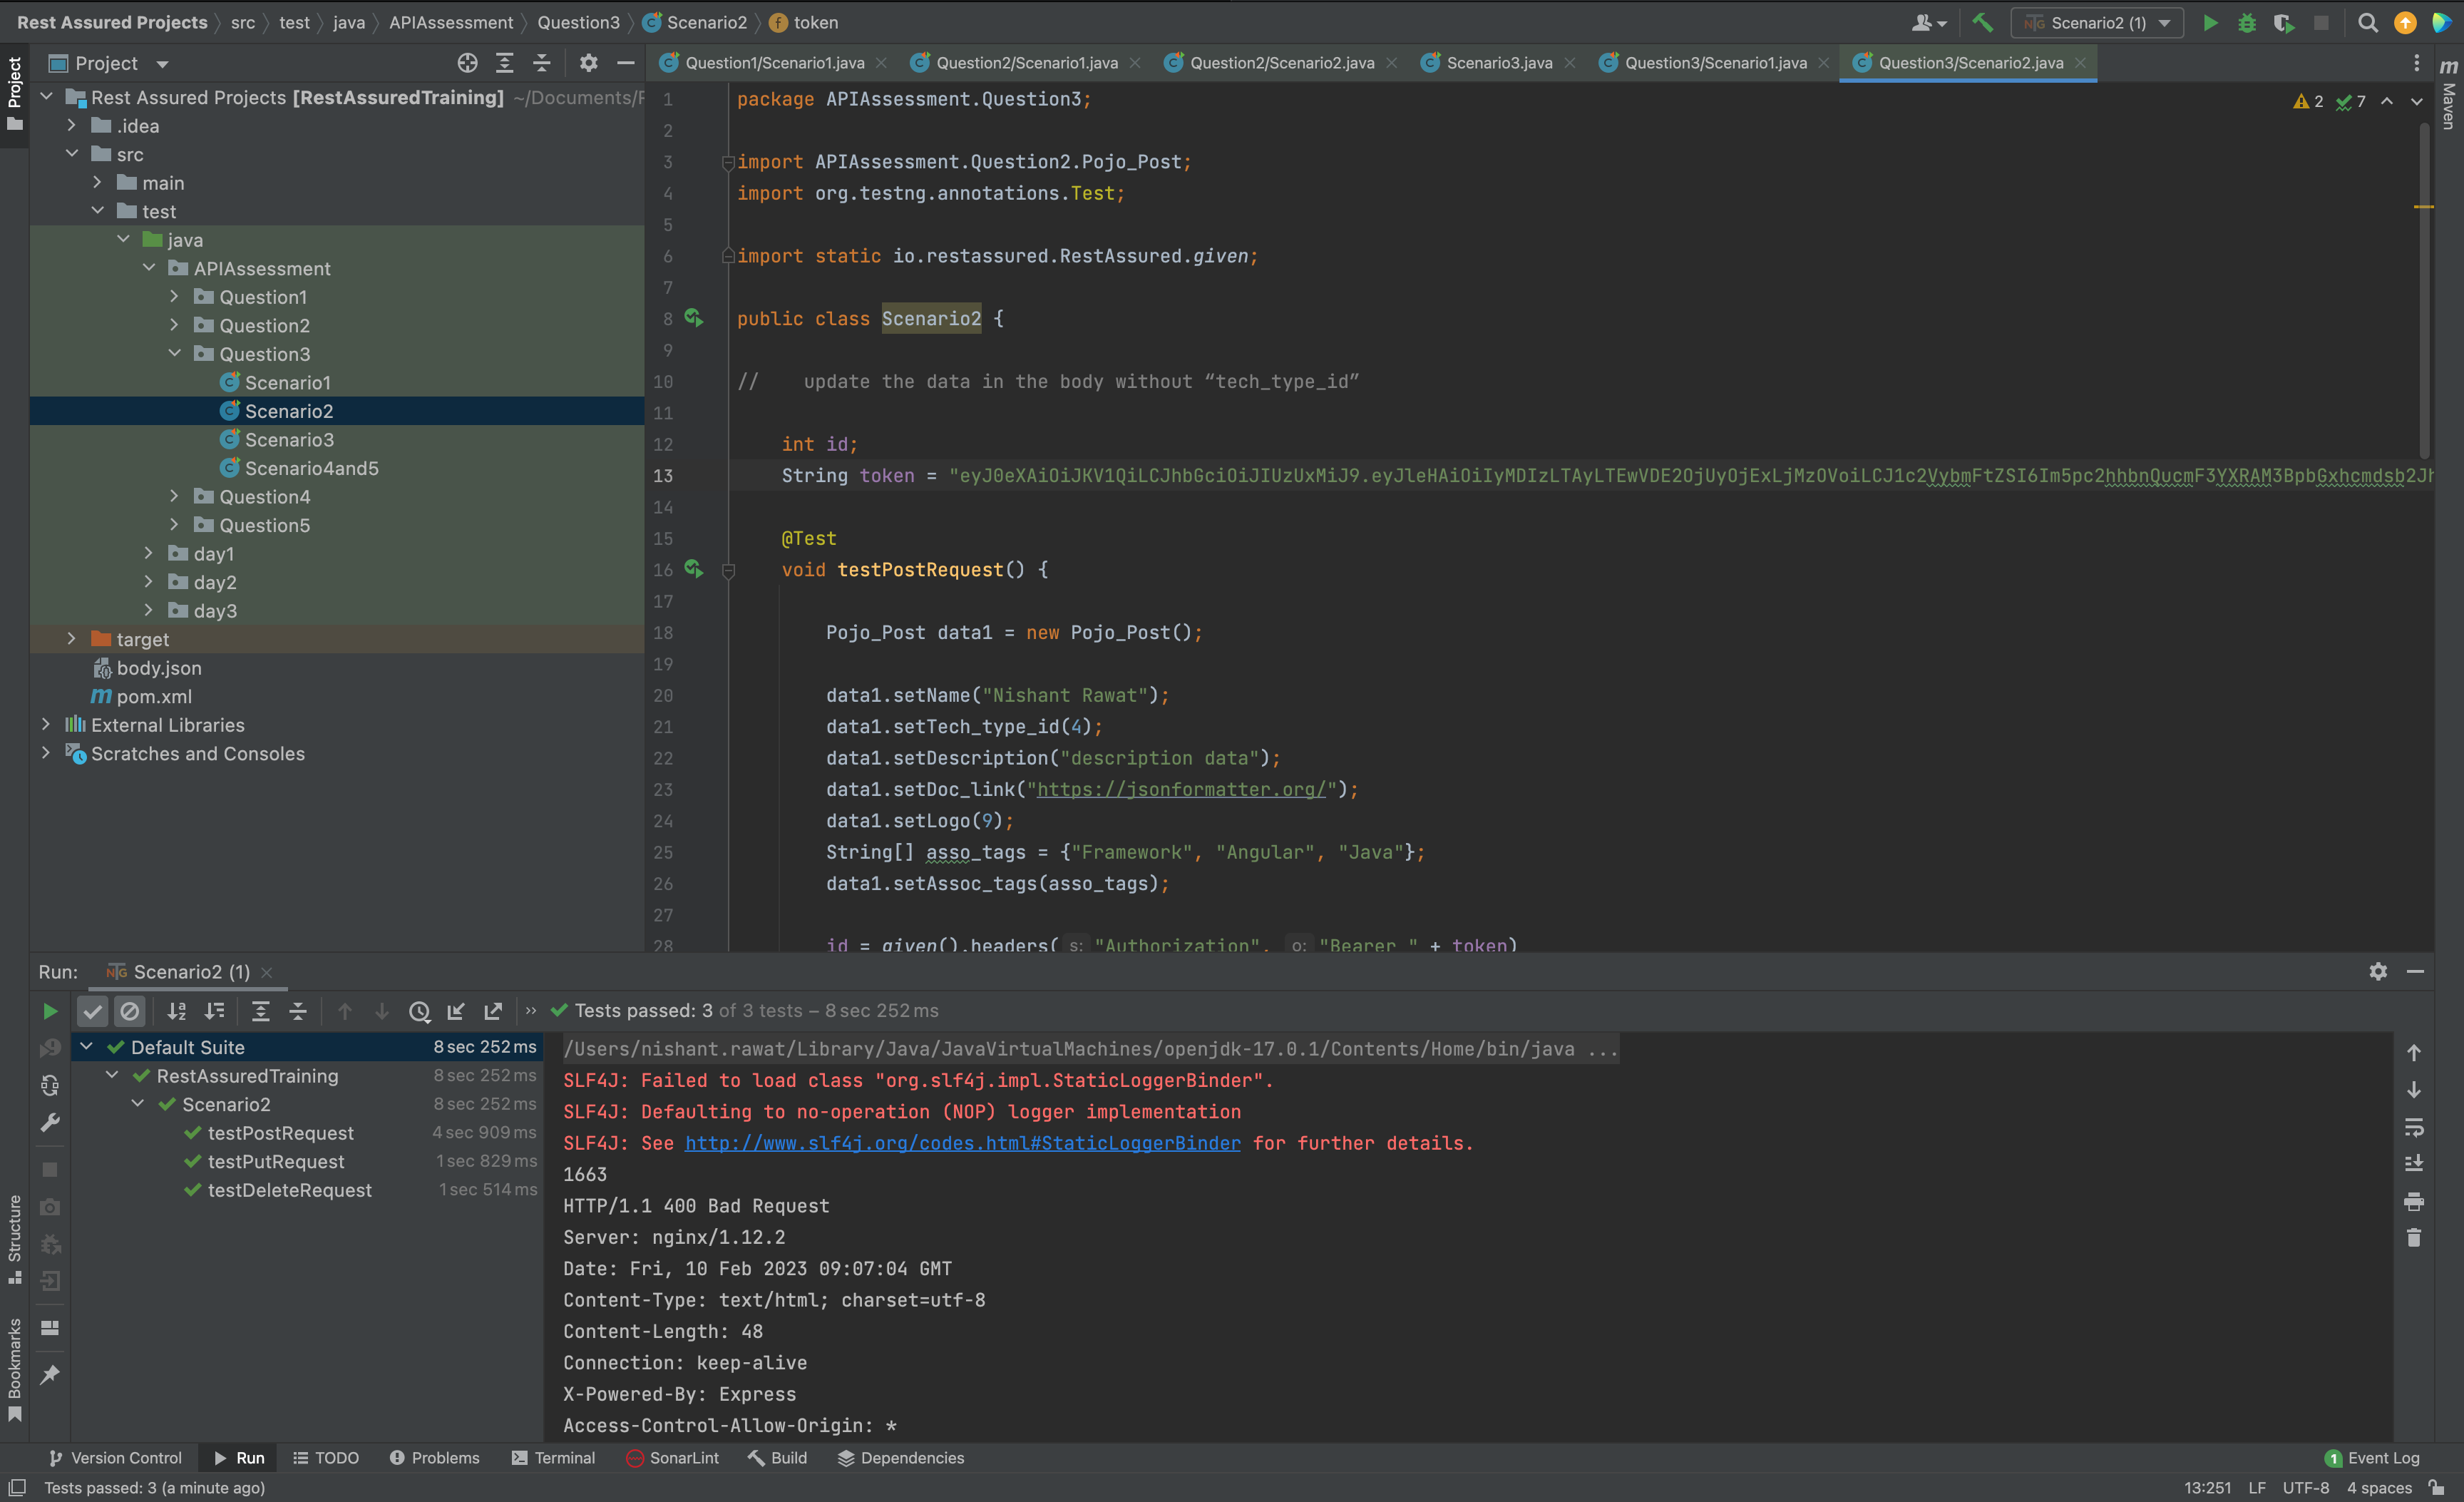 Rest Assured Projects src test java APIAssessment Question3 Scenario2 token
Scenario2 (1)
Project
Question1/Scenario1.java Question2/Scenario1.java Question2/Scenario2.java Scenario3.java Question3/Scenario1.java Question3/Scenario2.java
Project
Maven
Structure
Bookmarks
Rest Assured Projects [RestAssuredTraining] ~/Documents/
.idea
src
main
test
java
APIAssessment
Question1
Question2
Question3
Scenario1
Scenario2
Scenario3
Scenario4and5
Question4
Question5
day1
day2
day3
target
body.json
pom.xml
External Libraries
Scratches and Consoles
2 7
1 package APIAssessment.Question3;
2
3 import APIAssessment.Question2.Pojo_Post;
4 import org.testng.annotations.Test;
5
6 import static io.restassured.RestAssured.given;
7
8 public class Scenario2 {
9
10 // update the data in the body without “tech_type_id”
11
12 int id;
13 String token = "eyJ0eXAiOiJKV1QiLCJhbGciOiJIUzUxMiJ9.eyJleHAiOiIyMDIzLTAyLTEwVDE2OjUyOjExLjMzOVoiLCJ1c2VybmFtZSI6Im5pc2hhbnQucmF3YXRAM3BpbGxhcmdsb2Jh
14
15 @Test
16 void testPostRequest() {
17
18 Pojo_Post data1 = new Pojo_Post();
19
20 data1.setName("Nishant Rawat");
21 data1.setTech_type_id(4);
22 data1.setDescription("description data");
23 data1.setDoc_link("https://jsonformatter.org/");
24 data1.setLogo(9);
25 String[] asso_tags = {"Framework", "Angular", "Java"};
26 data1.setAssoc_tags(asso_tags);
27
28 id = given().headers( s: "Authorization", o: "Bearer " + token)
Run: Scenario2 (1)
Tests passed: 3 of 3 tests – 8 sec 252 ms
Default Suite 8 sec 252 ms
RestAssuredTraining 8 sec 252 ms
Scenario2 8 sec 252 ms
testPostRequest 4 sec 909 ms
testPutRequest 1 sec 829 ms
testDeleteRequest 1 sec 514 ms
/Users/nishant.rawat/Library/Java/JavaVirtualMachines/openjdk-17.0.1/Contents/Home/bin/java ...
SLF4J: Failed to load class "org.slf4j.impl.StaticLoggerBinder".
SLF4J: Defaulting to no-operation (NOP) logger implementation
SLF4J: See http://www.slf4j.org/codes.html#StaticLoggerBinder for further details.
1663
HTTP/1.1 400 Bad Request
Server: nginx/1.12.2
Date: Fri, 10 Feb 2023 09:07:04 GMT
Content-Type: text/html; charset=utf-8
Content-Length: 48
Connection: keep-alive
X-Powered-By: Express
Access-Control-Allow-Origin: *
Version Control Run TODO Problems Terminal SonarLint Build Dependencies 1 Event Log
Tests passed: 3 (a minute ago) 13:251 LF UTF-8 4 spaces